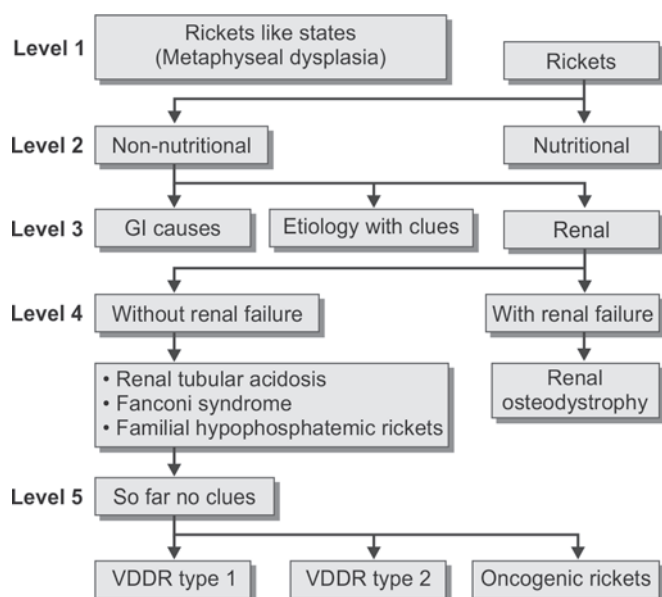 Level 1
Rickets like states
(Metaphyseal dysplasia)
Rickets
Level 2
Non-nutritional
Nutritional
Level 3
GI causes
Etiology with clues
Renal
Level 4
Without renal failure
With renal failure
• Renal tubular acidosis
• Fanconi syndrome
• Familial hypophosphatemic rickets
Renal
osteodystrophy
Level 5
So far no clues
VDDR type 1
VDDR type 2
Oncogenic rickets